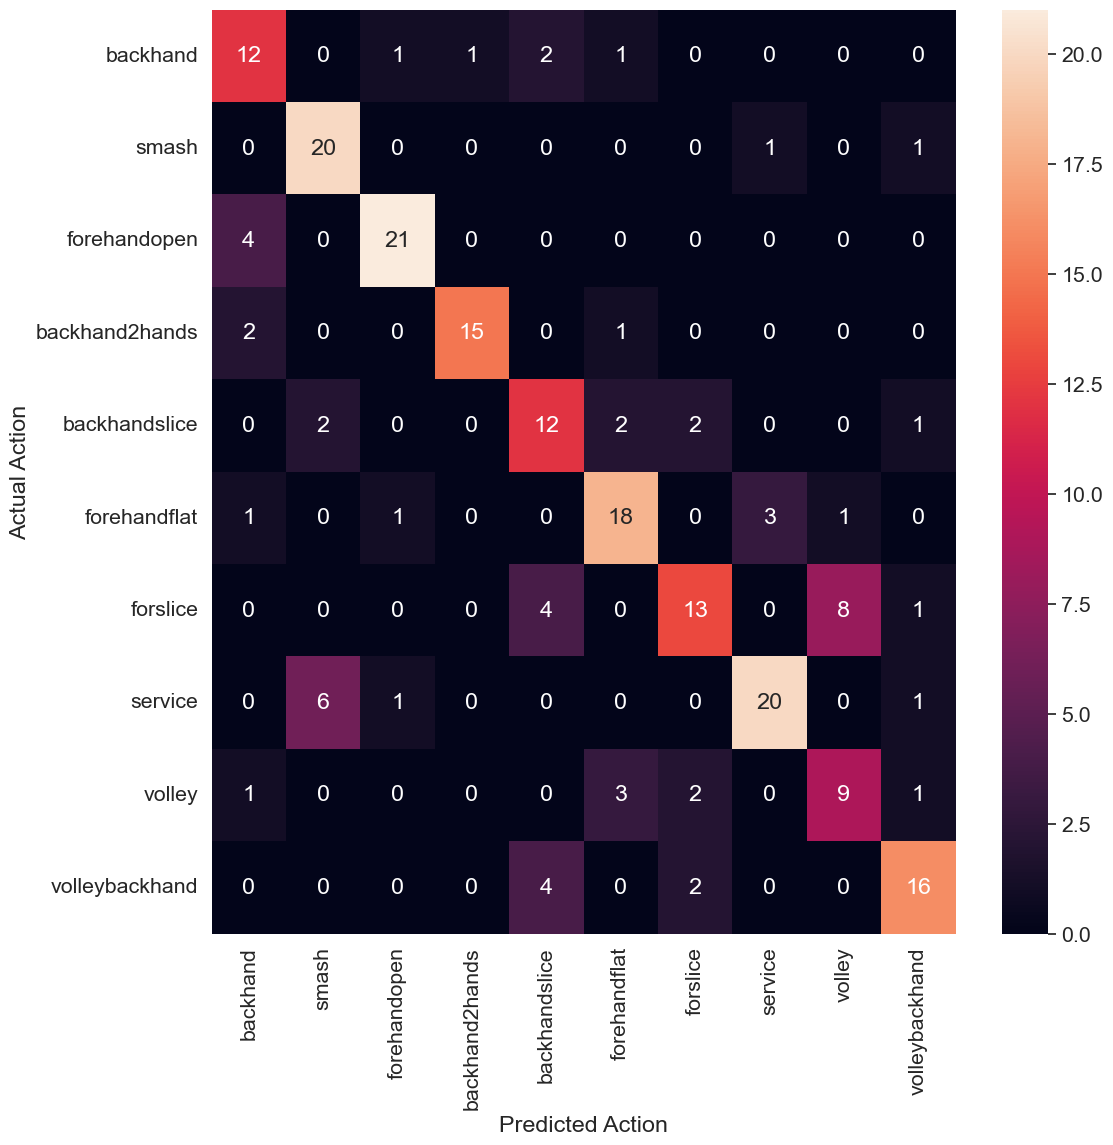 backhand 12 0 1 1 2 1 0 0 0 0
smash 0 20 0 0 0 0 0 1 0 1
forehandopen 4 0 21 0 0 0 0 0 0 0
backhand2hands 2 0 0 15 0 1 0 0 0 0
backhandslice 0 2 0 0 12 2 2 0 0 1
forehandflat 1 0 1 0 0 18 0 3 1 0
forslice 0 0 0 0 4 0 13 0 8 1
service 0 6 1 0 0 0 0 20 0 1
volley 1 0 0 0 0 3 2 0 9 1
volleybackhand 0 0 0 0 4 0 2 0 0 16
Actual Action
backhand
smash
forehandopen
backhand2hands
backhandslice
forehandflat
forslice
service
volley
volleybackhand
Predicted Action
20.0
17.5
15.0
12.5
10.0
7.5
5.0
2.5
0.0